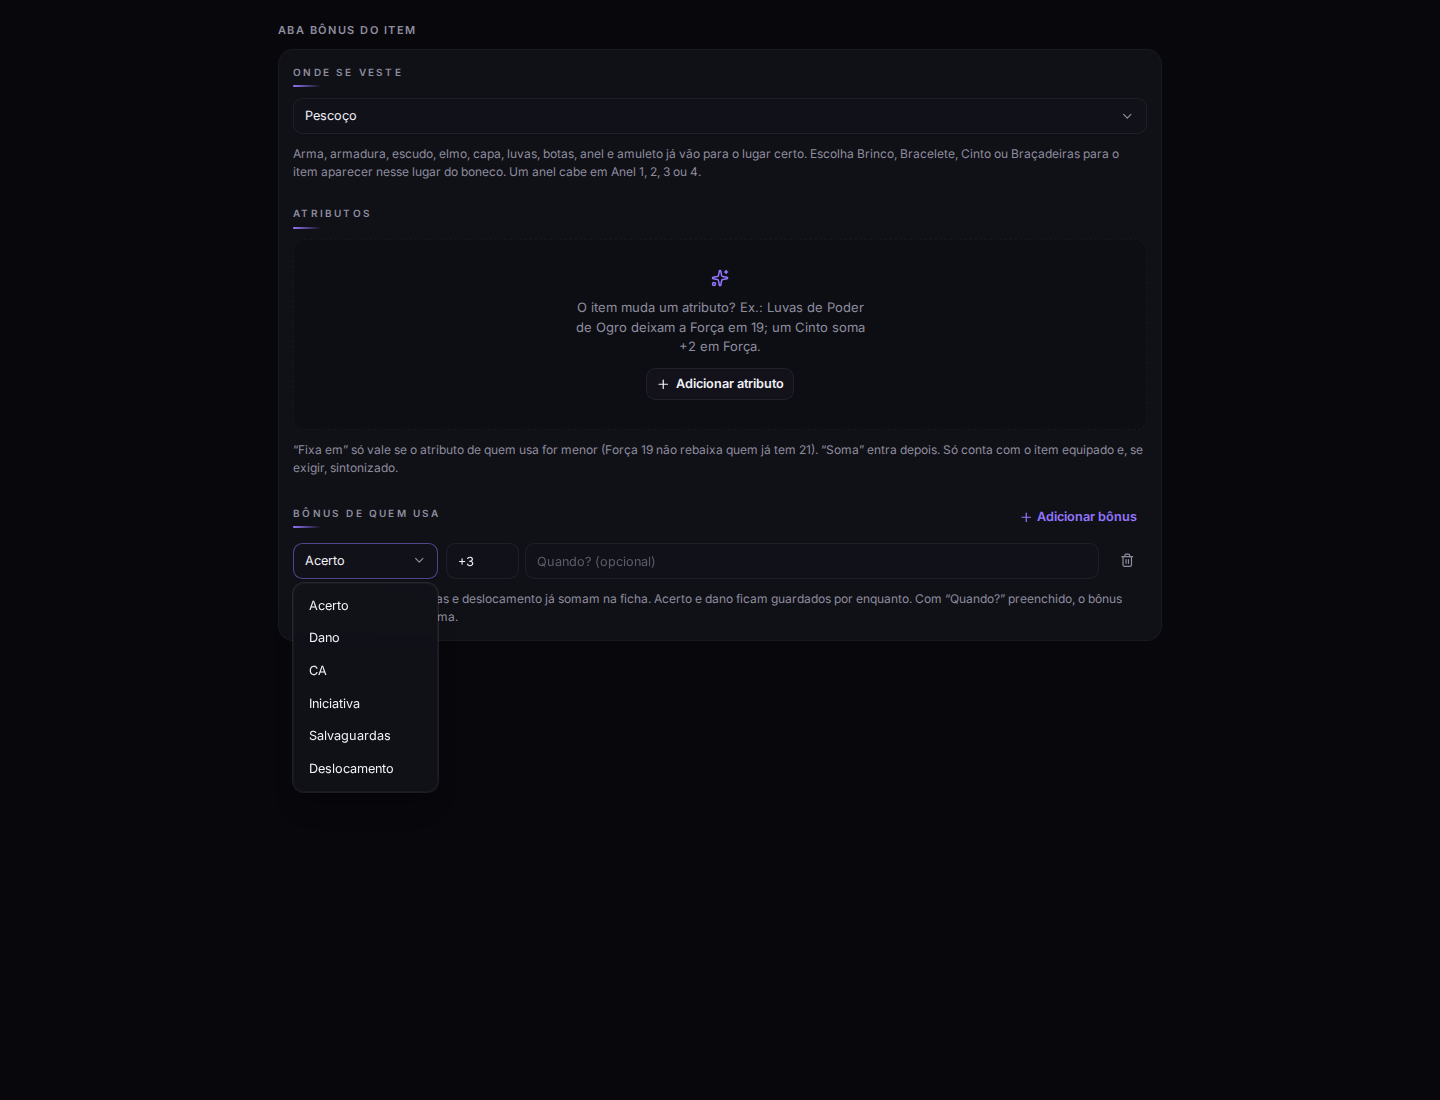 ABA BÔNUS DO ITEM
ONDE SE VESTE
Pescoço
Arma, armadura, escudo, elmo, capa, luvas, botas, anel e amuleto já vão para o lugar certo. Escolha Brinco, Bracelete, Cinto ou Braçadeiras para o
item aparecer nesse lugar do boneco. Um anel cabe em Anel 1, 2, 3 ou 4.
ATRIBUTOS
O item muda um atributo? Ex.: Luvas de Poder
de Ogro deixam a Força em 19; um Cinto soma
+2 em Força.
Adicionar atributo
“Fixa em” só vale se o atributo de quem usa for menor (Força 19 não rebaixa quem já tem 21). “Soma” entra depois. Só conta com o item equipado e, se
exigir, sintonizado.
BÔNUS DE QUEM USA
Adicionar bônus
Acerto
+3
Quando? (opcional)
e deslocamento já somam na ficha. Acerto e dano ficam guardados por enquanto. Com “Quando?” preenchido, o bônus
Acerto
Dano
CA
Iniciativa
Salvaguardas
Deslocamento